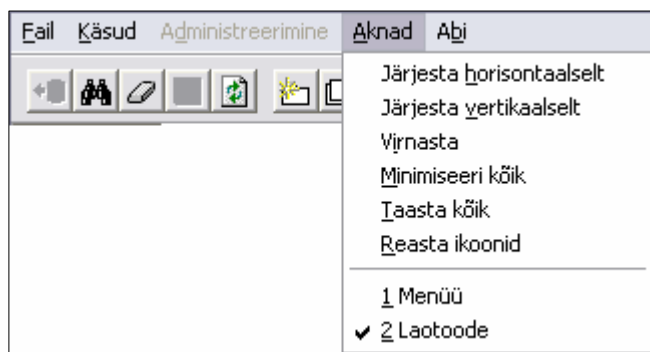 Fail Käsud Administreerimine Aknad Abi
Järjesta horisontaalselt
Järjesta vertikaalselt
Virnasta
Minimiseeri kõik
Taasta kõik
Reasta ikoonid
1 Menüü
2 Laotoode